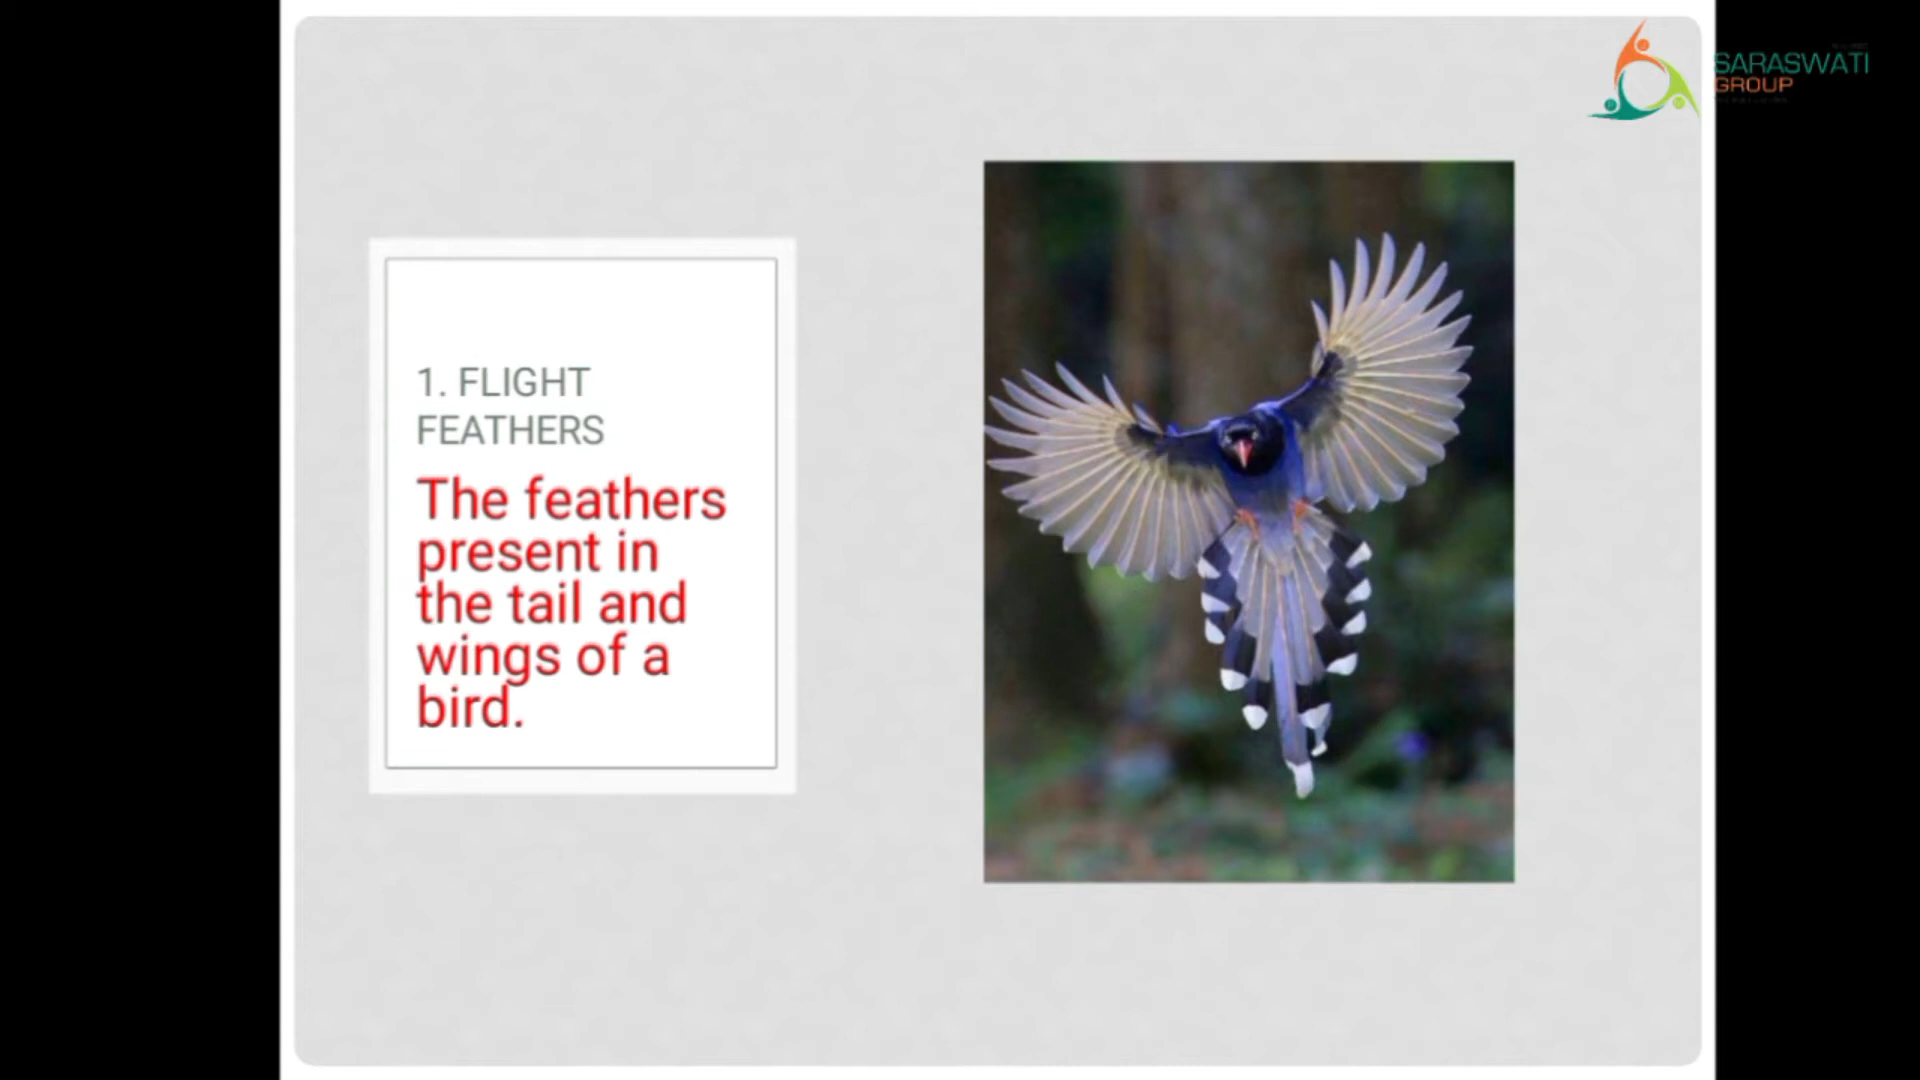 SARASWATI
GROUP
1. FLIGHT
FEATHERS
The feathers
present in
the tail and
wings of a
bird.